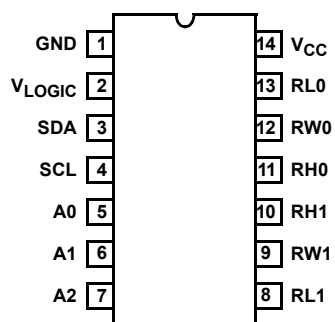 GND 1 14 VCC
VLOGIC 2 13 RL0
SDA 3 12 RW0
SCL 4 11 RH0
A0 5 10 RH1
A1 6 9 RW1
A2 7 8 RL1